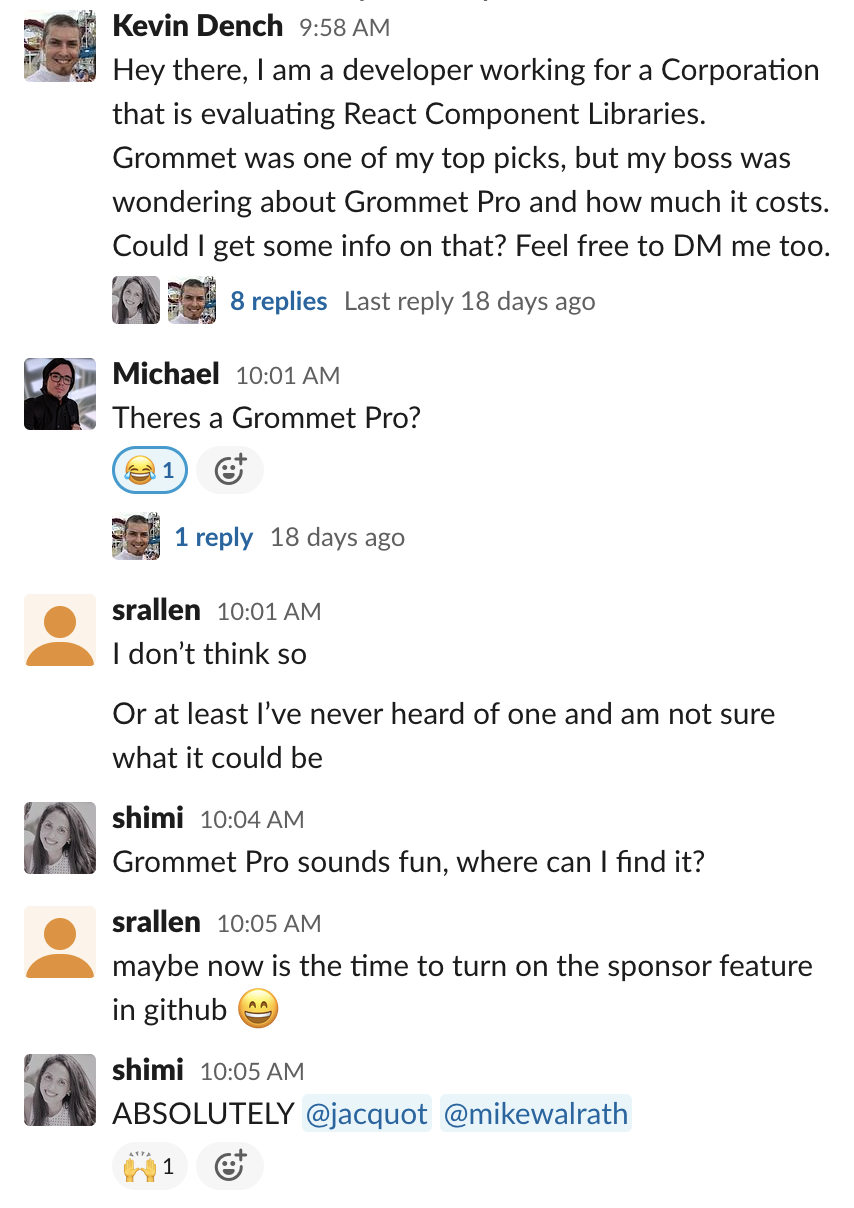 Kevin Dench 9:58 AM
Hey there, I am a developer working for a Corporation
that is evaluating React Component Libraries.
Grommet was one of my top picks, but my boss was
wondering about Grommet Pro and how much it costs.
Could I get some info on that? Feel free to DM me too.
8 replies Last reply 18 days ago
Michael 10:01 AM
Theres a Grommet Pro?
😂 1
1 reply 18 days ago
srallen 10:01 AM
I don’t think so
Or at least I’ve never heard of one and am not sure
what it could be
shimi 10:04 AM
Grommet Pro sounds fun, where can I find it?
srallen 10:05 AM
maybe now is the time to turn on the sponsor feature
in github 😄
shimi 10:05 AM
ABSOLUTELY @jacquot @mikewalrath
🙌 1